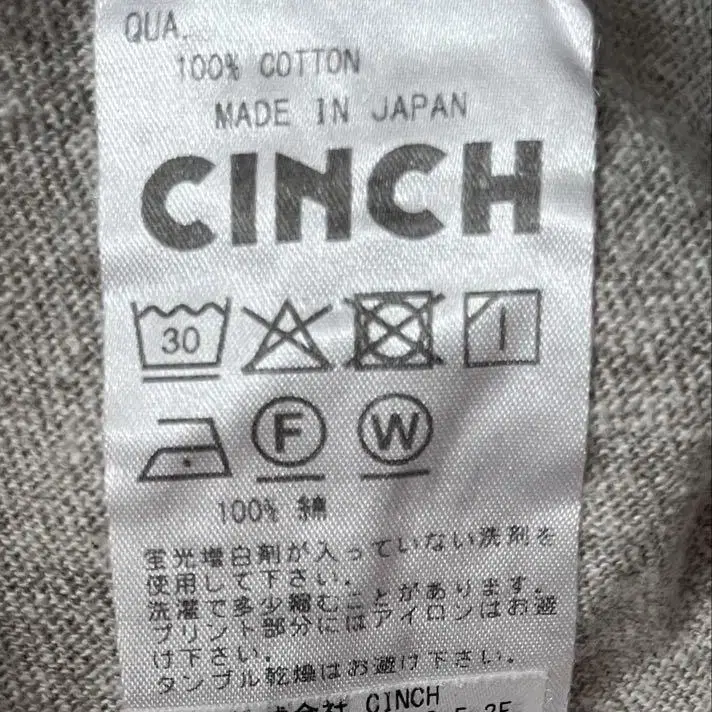 QUA.
100% COTTON
MADE IN JAPAN
CINCH
30
F W
100% 綿
蛍光増白剤が入っていない洗剤を
使用して下さい.
洗濯で多少縮むことがあります.
プリント部分にはアイロンはお避
け下さい.
タンブル乾燥はお避け下さい.
式会社 CINCH